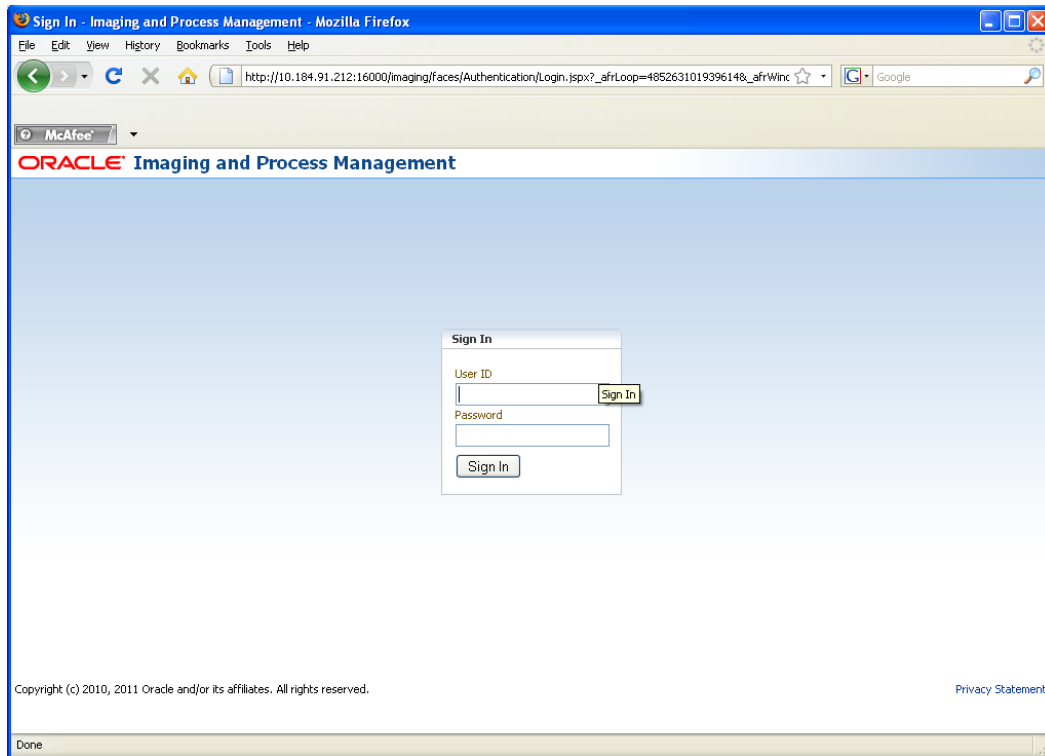 Sign In - Imaging and Process Management - Mozilla Firefox
File Edit View History Bookmarks Tools Help
http://10.184.91.212:16000/imaging/faces/Authentication/Login.jspx?_afrLoop=485263101939614&_afrWinc G Google
McAfee
ORACLE Imaging and Process Management
Sign In
User ID
Sign In
Password
Sign In
Copyright (c) 2010, 2011 Oracle and/or its affiliates. All rights reserved. Privacy Statement
Done